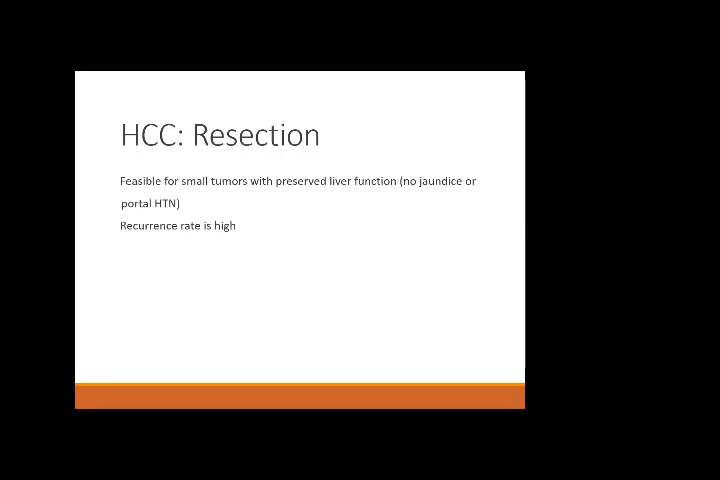 HCC: Resection
Feasible for small tumors with preserved liver function (no jaundice or
portal HTN)
Recurrence rate is high